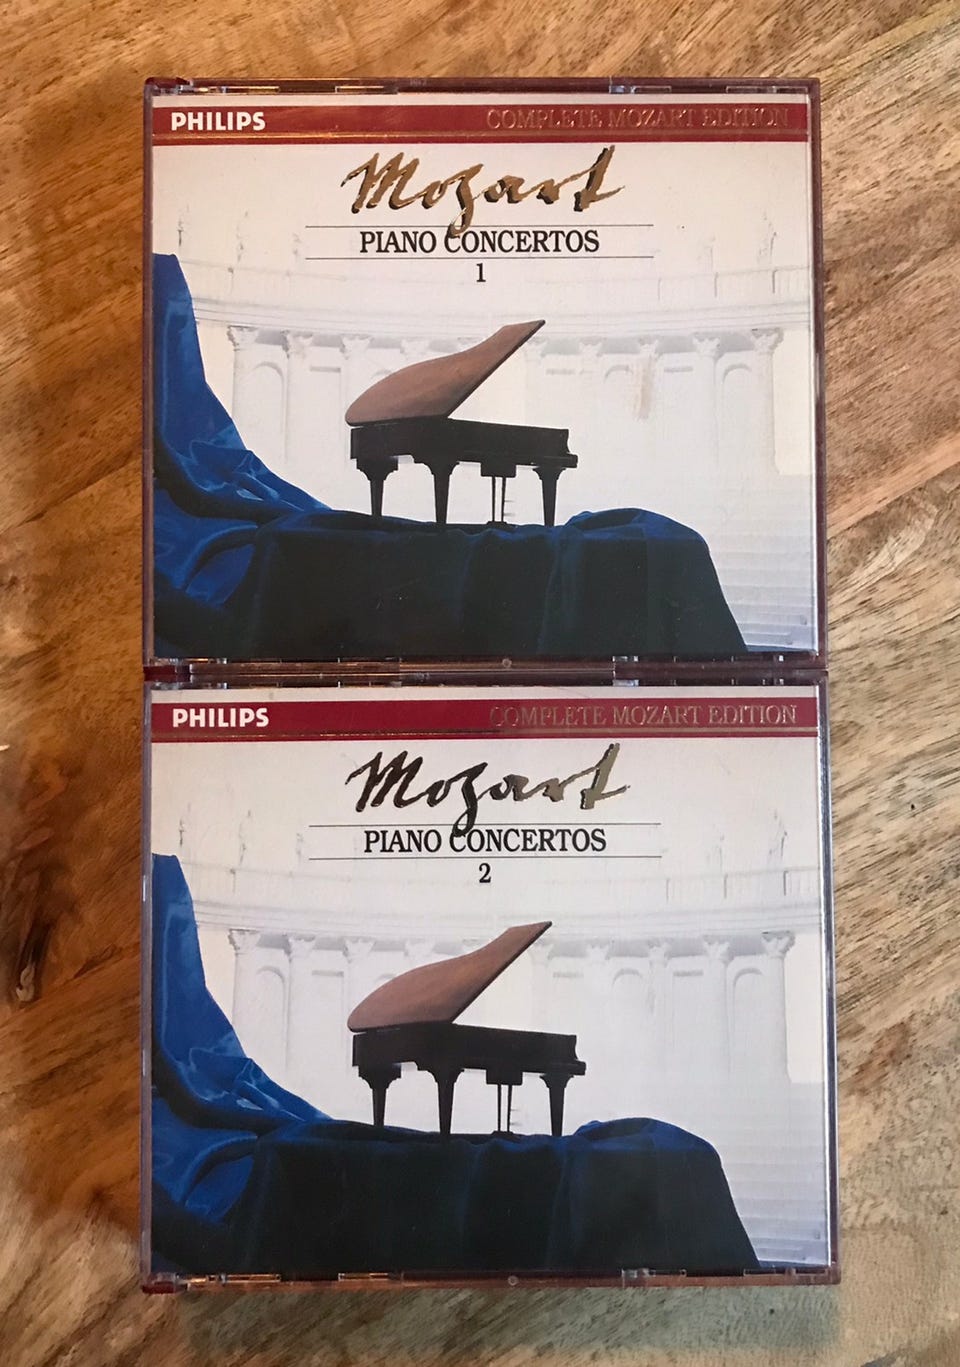 PHILIPS COMPLETE MOZART EDITION
Mozart
PIANO CONCERTOS
1
PHILIPS COMPLETE MOZART EDITION
Mozart
PIANO CONCERTOS
2